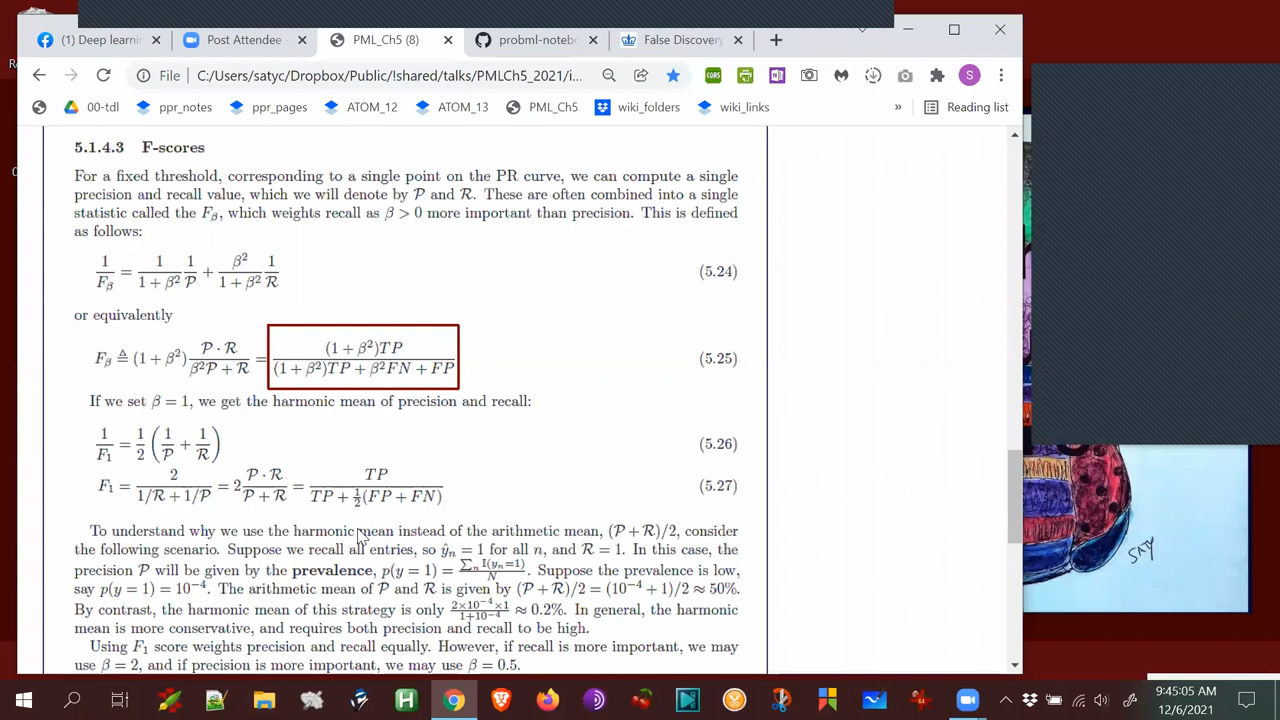 (1) Deep learnin
Post Attendee -
PML_Ch5 (8)
probml-notebo
False Discovery
File C:/Users/satyc/Dropbox/Public/!shared/talks/PMLCh5_2021/i...
00-tdl ppr_notes ppr_pages ATOM_12 ATOM_13 PML_Ch5 wiki_folders wiki_links » Reading list
5.1.4.3 F-scores
For a fixed threshold, corresponding to a single point on the PR curve, we can compute a single
precision and recall value, which we will denote by 𝒫 and ℛ. These are often combined into a single
statistic called the F_β, which weights recall as β > 0 more important than precision. This is defined
as follows:
1/F_β = 1/(1 + β²) 1/𝒫 + β²/(1 + β²) 1/ℛ (5.24)
or equivalently
F_β ≜ (1 + β²) 𝒫 · ℛ/(β²𝒫 + ℛ) = (1 + β²)TP/((1 + β²)TP + β²FN + FP) (5.25)
If we set β = 1, we get the harmonic mean of precision and recall:
1/F₁ = 1/2 (1/𝒫 + 1/ℛ) (5.26)
F₁ = 2/(1/ℛ + 1/𝒫) = 2 𝒫 · ℛ/(𝒫 + ℛ) = TP/(TP + ½(FP + FN)) (5.27)
To understand why we use the harmonic mean instead of the arithmetic mean, (𝒫 + ℛ)/2, consider
the following scenario. Suppose we recall all entries, so ŷₙ = 1 for all n, and ℛ = 1. In this case, the
precision 𝒫 will be given by the prevalence, p(y = 1) = ∑ₙ 𝕀(yₙ=1)/N. Suppose the prevalence is low,
say p(y = 1) = 10⁻⁴. The arithmetic mean of 𝒫 and ℛ is given by (𝒫 + ℛ)/2 = (10⁻⁴ + 1)/2 ≈ 50%.
By contrast, the harmonic mean of this strategy is only 2×10⁻⁴×1/(1+10⁻⁴) ≈ 0.2%. In general, the harmonic
mean is more conservative, and requires both precision and recall to be high.
Using F₁ score weights precision and recall equally. However, if recall is more important, we may
use β = 2, and if precision is more important, we may use β = 0.5.
SATY
9:45:05 AM
12/6/2021